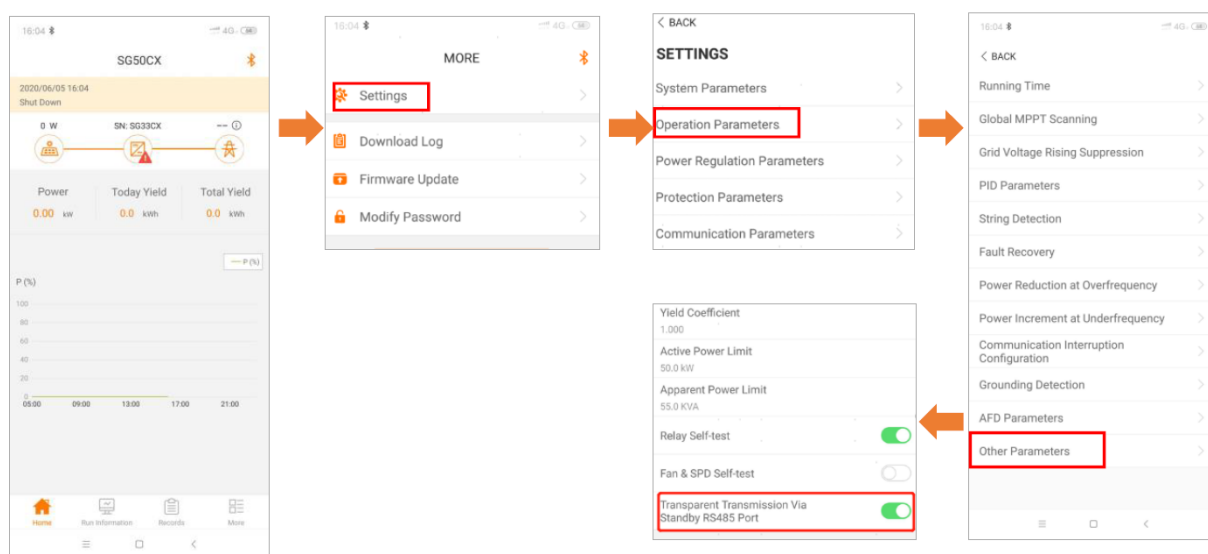 16:04
4G
SG50CX
2020/06/05 16:04
Shut Down
0 W
SN: SG33CX
--
Power
Today Yield
Total Yield
0.00 kW
0.0 kWh
0.0 kWh
P (%)
P (%)
100
80
60
40
20
0
05:00
09:00
13:00
17:00
21:00
Home
Run Information
Records
More
16:04
4G
MORE
Settings
Download Log
Firmware Update
Modify Password
BACK
SETTINGS
System Parameters
Operation Parameters
Power Regulation Parameters
Protection Parameters
Communication Parameters
16:04
4G
BACK
Running Time
Global MPPT Scanning
Grid Voltage Rising Suppression
PID Parameters
String Detection
Fault Recovery
Power Reduction at Overfrequency
Power Increment at Underfrequency
Communication Interruption
Configuration
Grounding Detection
AFD Parameters
Other Parameters
Yield Coefficient
1.000
Active Power Limit
50.0 kW
Apparent Power Limit
55.0 KVA
Relay Self-test
Fan & SPD Self-test
Transparent Transmission Via
Standby RS485 Port